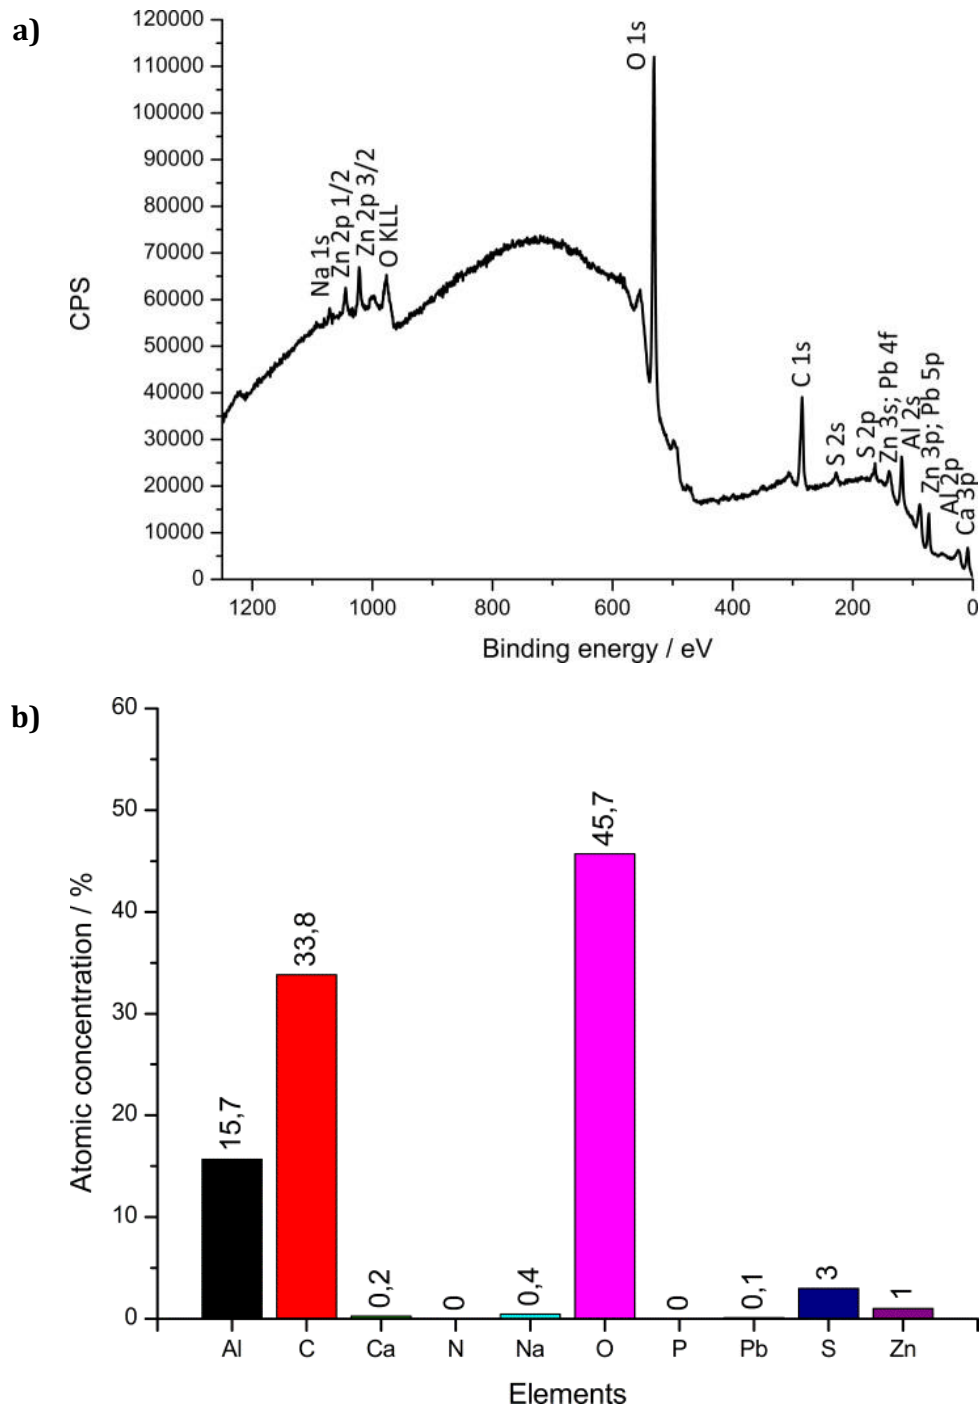 a)
120000
110000
100000
90000
80000
70000
60000
50000
40000
30000
20000
10000
0
CPS
Na 1s
Zn 2p 1/2
Zn 2p 3/2
O KLL
O 1s
C 1s
S 2s
S 2p
Zn 3s; Pb 4f
Al 2s
Zn 3p; Pb 5p
Al 2p
Ca 3p
1200 1000 800 600 400 200 0
Binding energy / eV
b)
60
50
40
30
20
10
0
Atomic concentration / %
15,7
33,8
0,2
0
0,4
45,7
0
0,1
3
1
Al C Ca N Na O P Pb S Zn
Elements